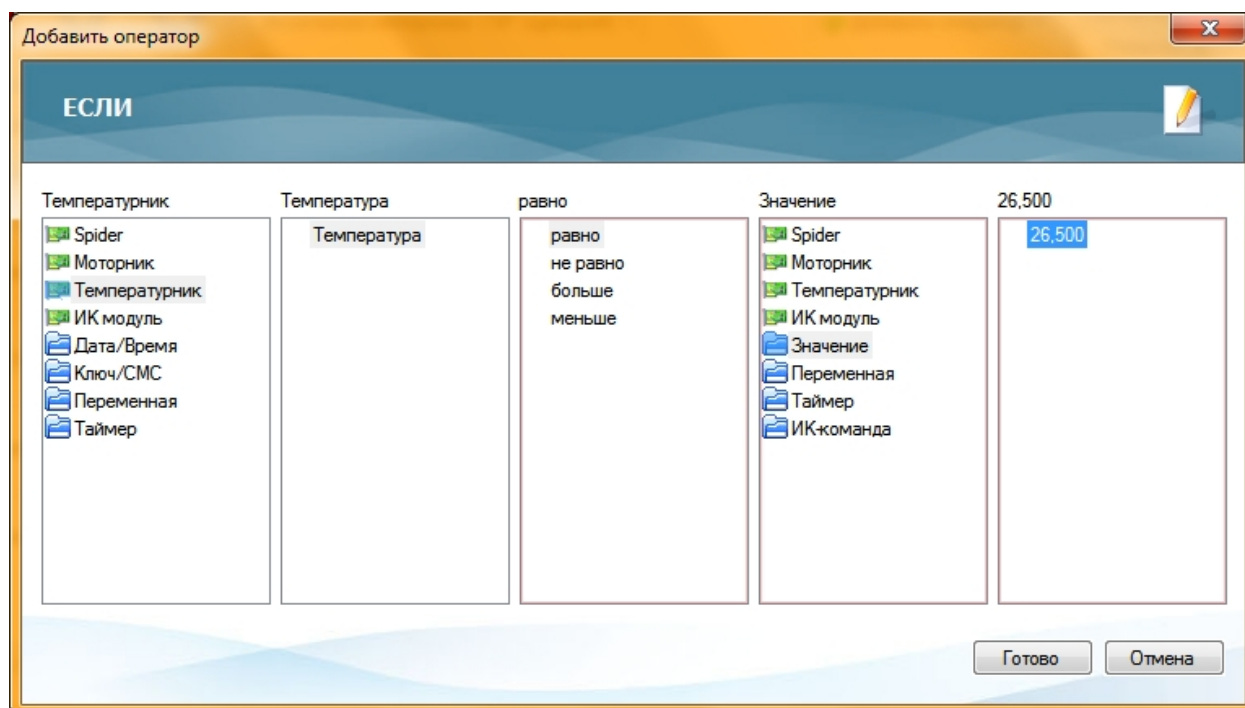 Добавить оператор
ЕСЛИ
Температурник
Температура
равно
Значение
26,500
Spider
Моторник
Температурник
ИК модуль
Дата/Время
Ключ/СМС
Переменная
Таймер
Температура
равно
не равно
больше
меньше
Spider
Моторник
Температурник
ИК модуль
Значение
Переменная
Таймер
ИК-команда
26,500
Готово
Отмена